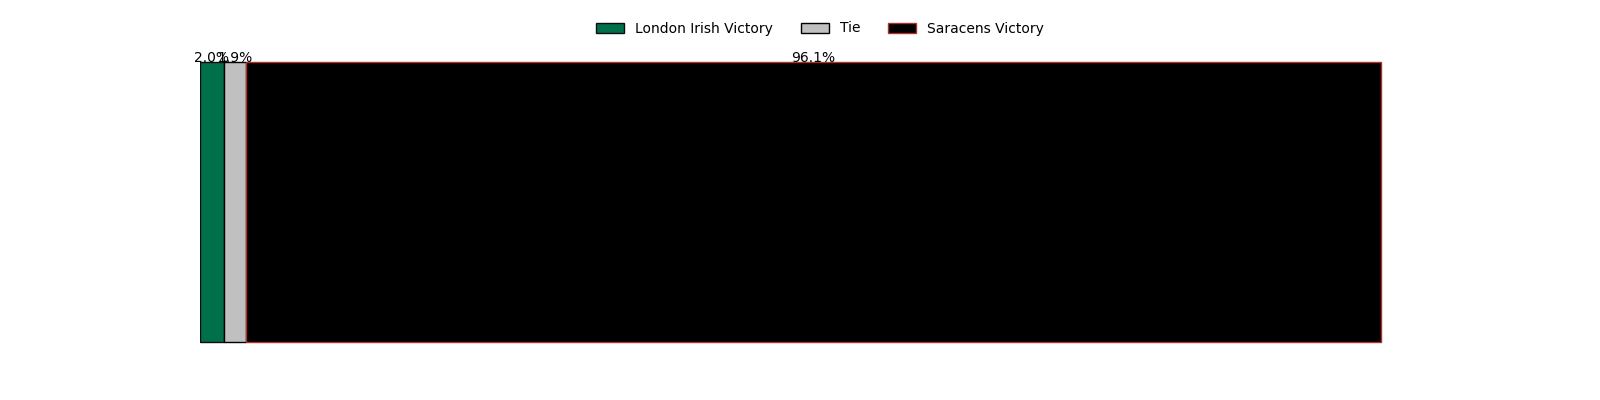 London Irish Victory Tie Saracens Victory
2.0% 1.9% 96.1%